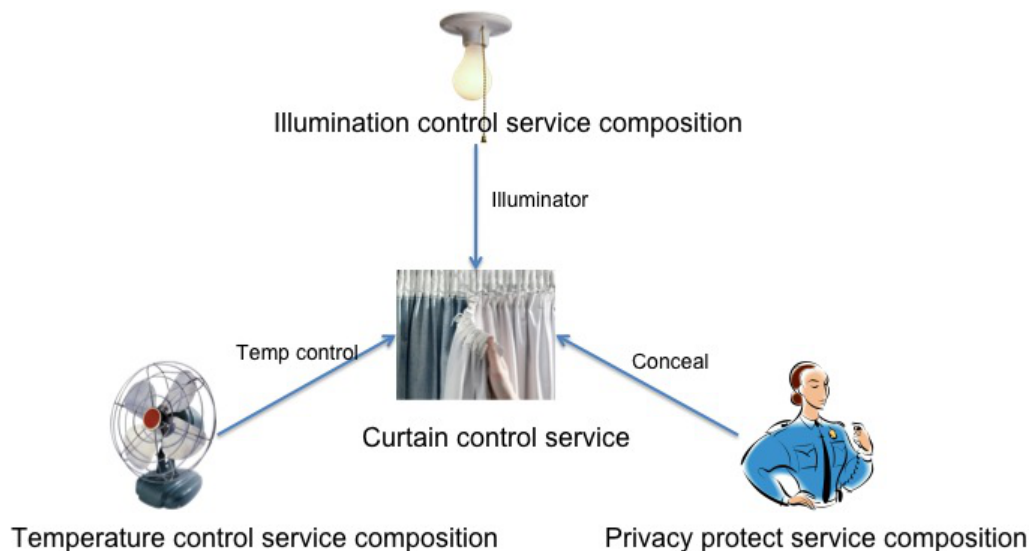 Illumination control service composition
Illuminator
Temp control
Conceal
Curtain control service
Temperature control service composition
Privacy protect service composition